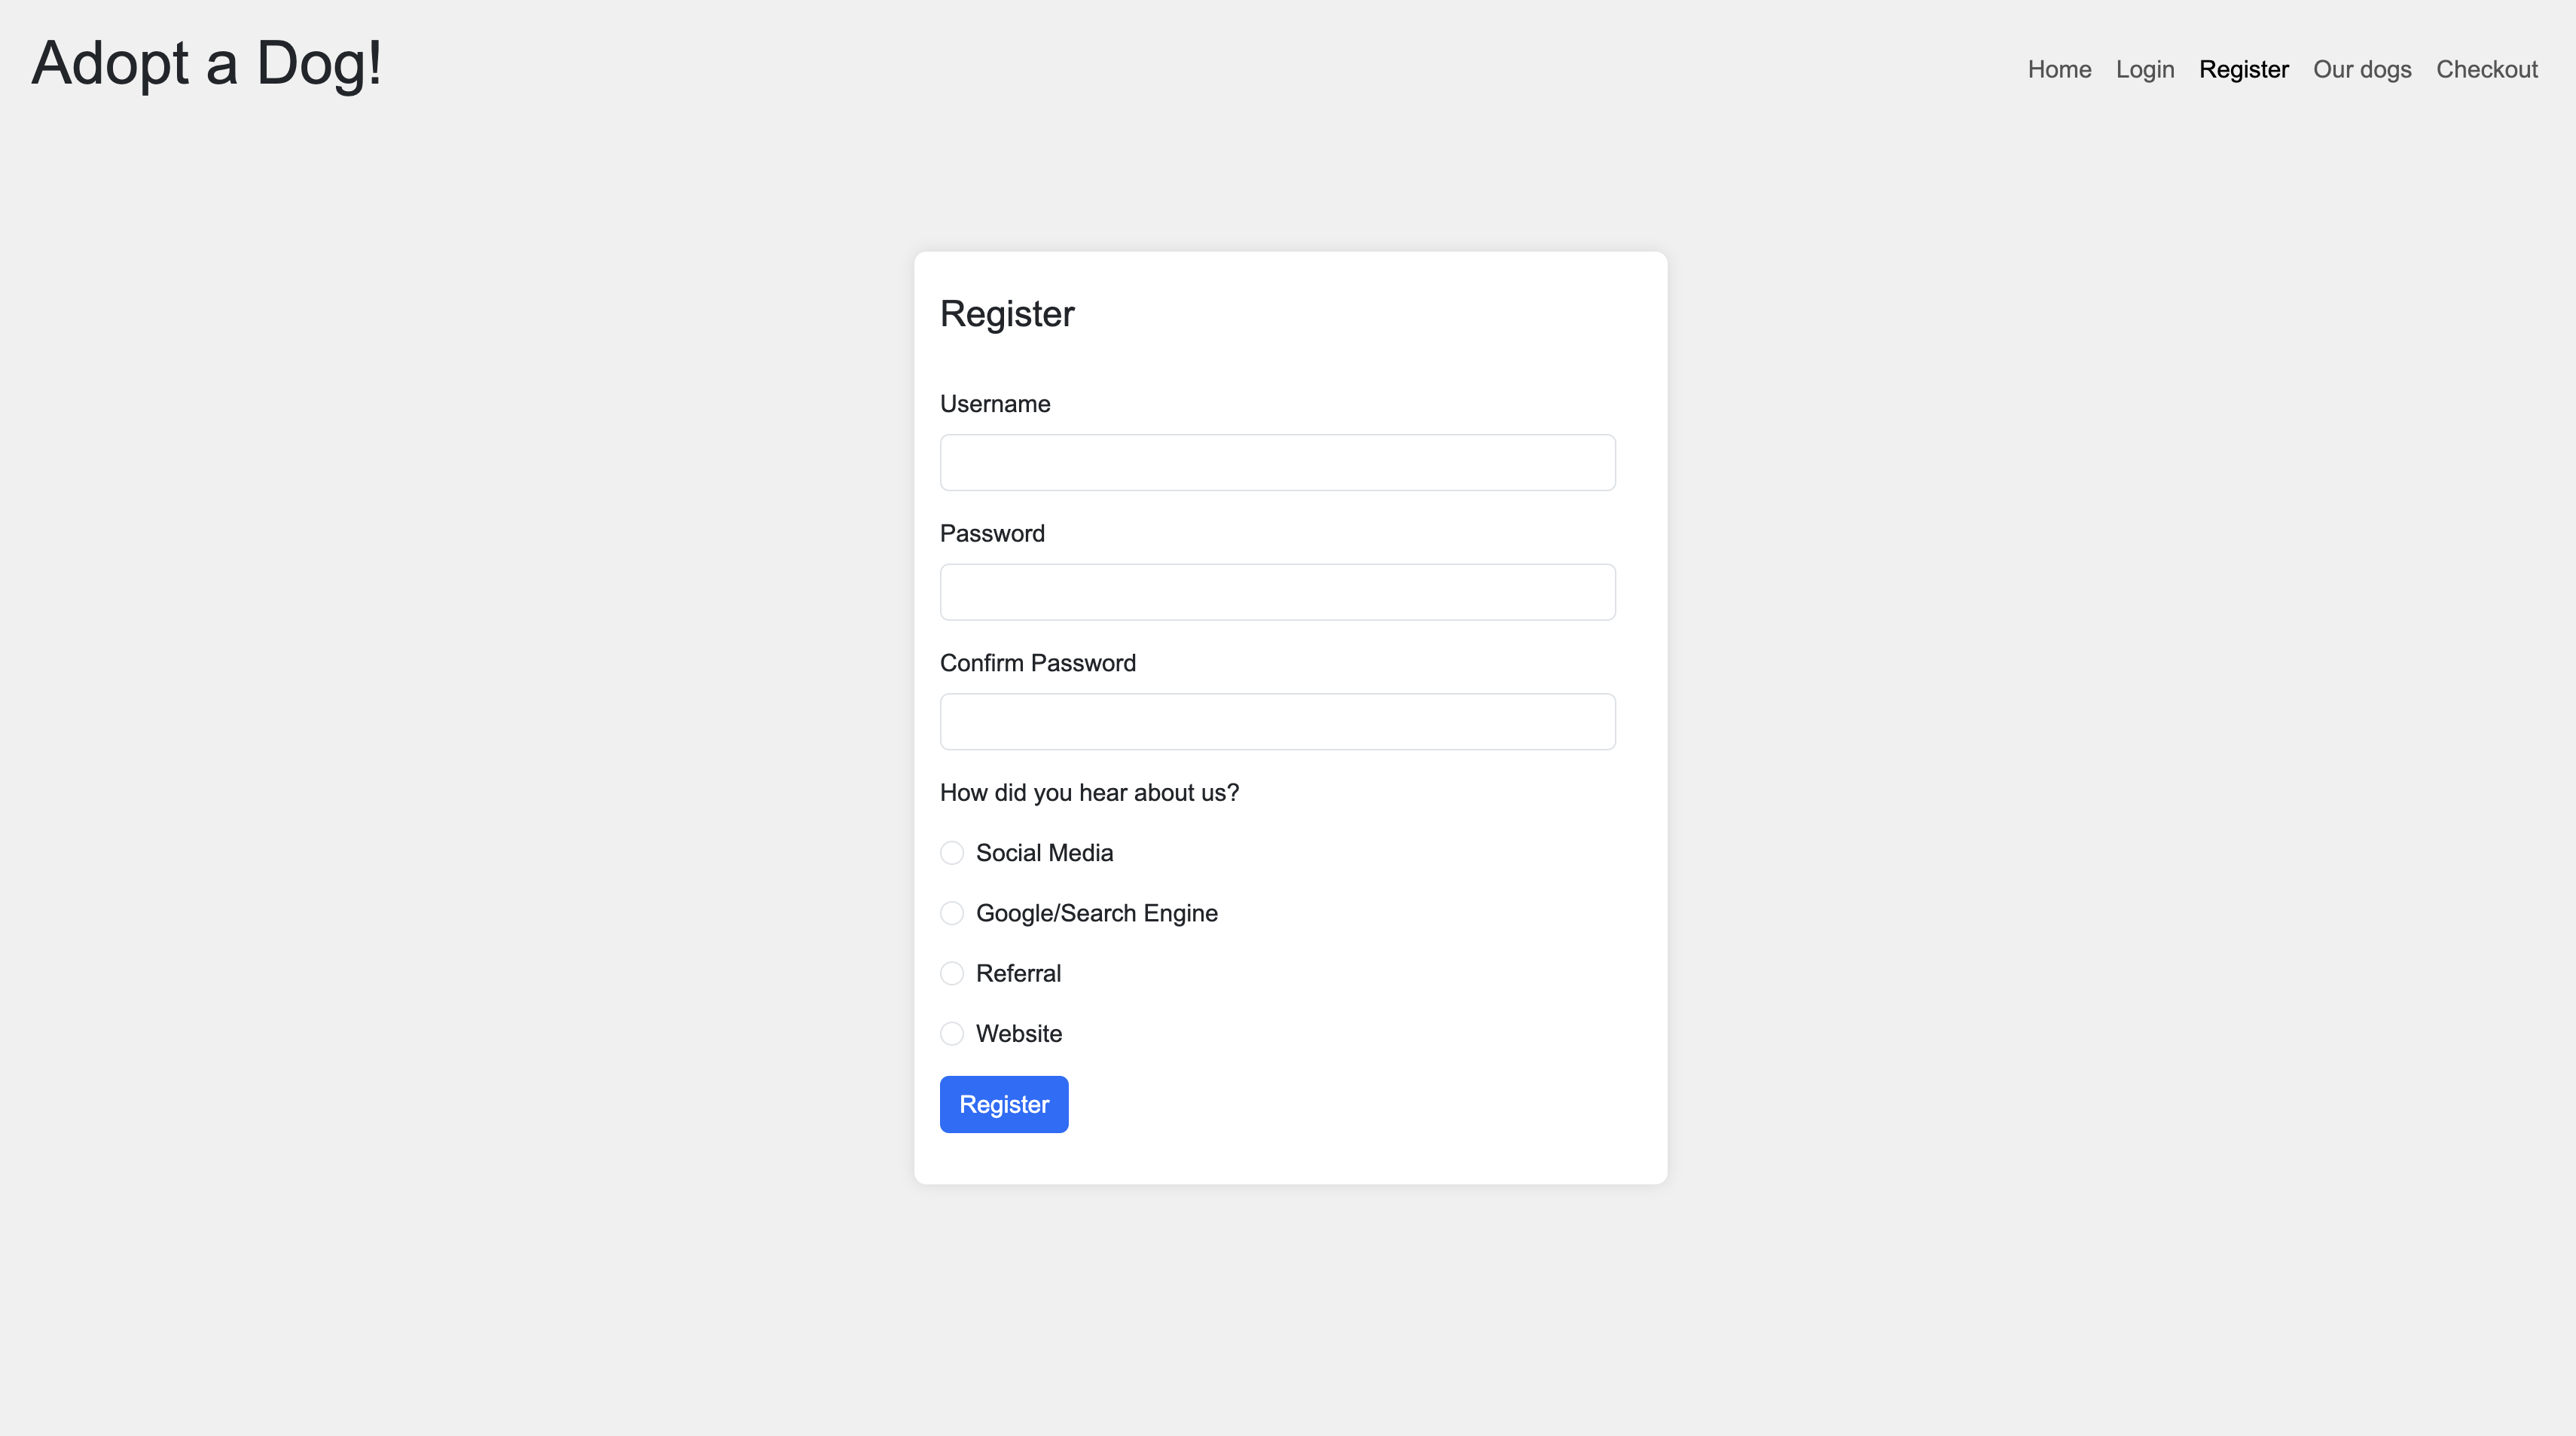 Adopt a Dog!
Home Login Register Our dogs Checkout
Register
Username
Password
Confirm Password
How did you hear about us?
Social Media
Google/Search Engine
Referral
Website
Register